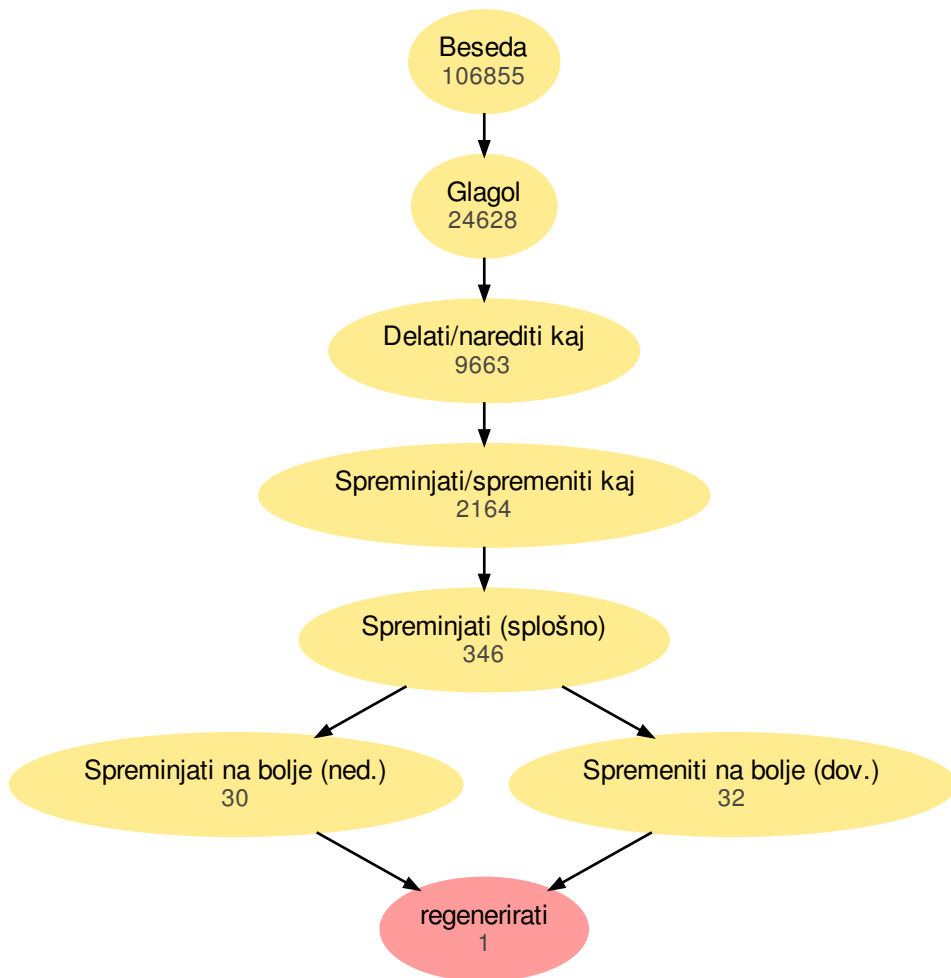 Beseda
106855
Glagol
24628
Delati/narediti kaj
9663
Spreminjati/spremeniti kaj
2164
Spreminjati (splošno)
346
Spreminjati na bolje (ned.)
30
Spremeniti na bolje (dov.)
32
regenerirati
1